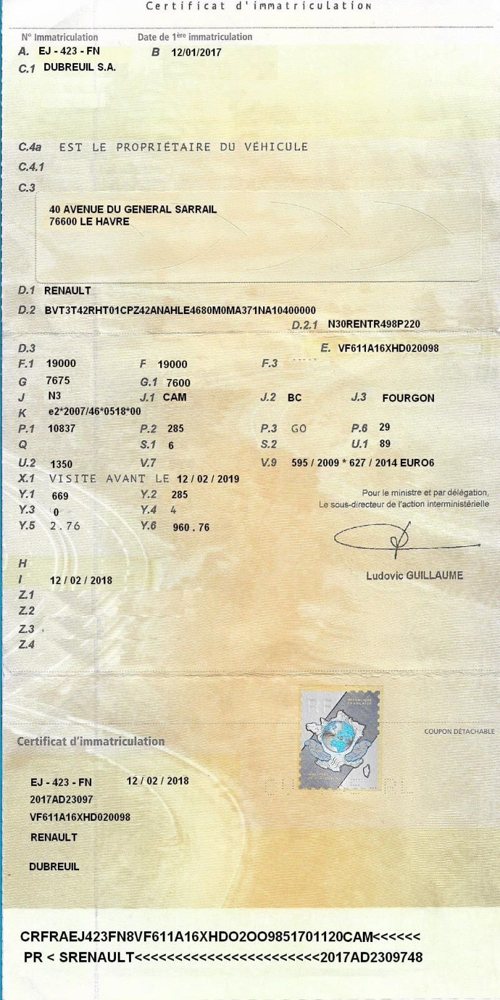 Certificat d'immatriculation
N° Immatriculation Date de 1ère immatriculation
A. EJ - 423 - FN B 12/01/2017
C.1 DUBREUIL S.A.
C.4a EST LE PROPRIÉTAIRE DU VÉHICULE
C.4.1
C.3
40 AVENUE DU GENERAL SARRAIL
76600 LE HAVRE
D.1 RENAULT
D.2 BVT3T42RHT01CPZ42ANAHLE4680M0MA371NA10400000
D.2.1 N30RENTR498P220
D.3 E. VF611A16XHD020098
F.1 19000 F 19000 F.3 -----
G 7675 G.1 7600
J N3 J.1 CAM J.2 BC J.3 FOURGON
K e2*2007/46*0518*00
P.1 10837 P.2 285 P.3 GO P.6 29
Q S.1 6 S.2 U.1 89
U.2 1350 V.7 V.9 595 / 2009 * 627 / 2014 EURO6
X.1 VISITE AVANT LE 12 / 02 / 2019
Y.1 669 Y.2 285 Pour le ministre et par délégation,
Y.3 0 Y.4 4 Le sous-directeur de l'action interministérielle
Y.5 2.76 Y.6 960 . 76
H
I 12 / 02 / 2018 Ludovic GUILLAUME
Z.1
Z.2
Z.3
Z.4
RF RÉPUBLIQUE
FRANÇAISE
COUPON DÉTACHABLE
Certificat d'immatriculation
EJ - 423 - FN 12 / 02 / 2018
2017AD23097
VF611A16XHD020098
RENAULT
DUBREUIL
CRFRAEJ423FN8VF611A16XHDO2OO9851701120CAM<<<<<<
PR < SRENAULT<<<<<<<<<<<<<<<<<<<<<<<2017AD2309748